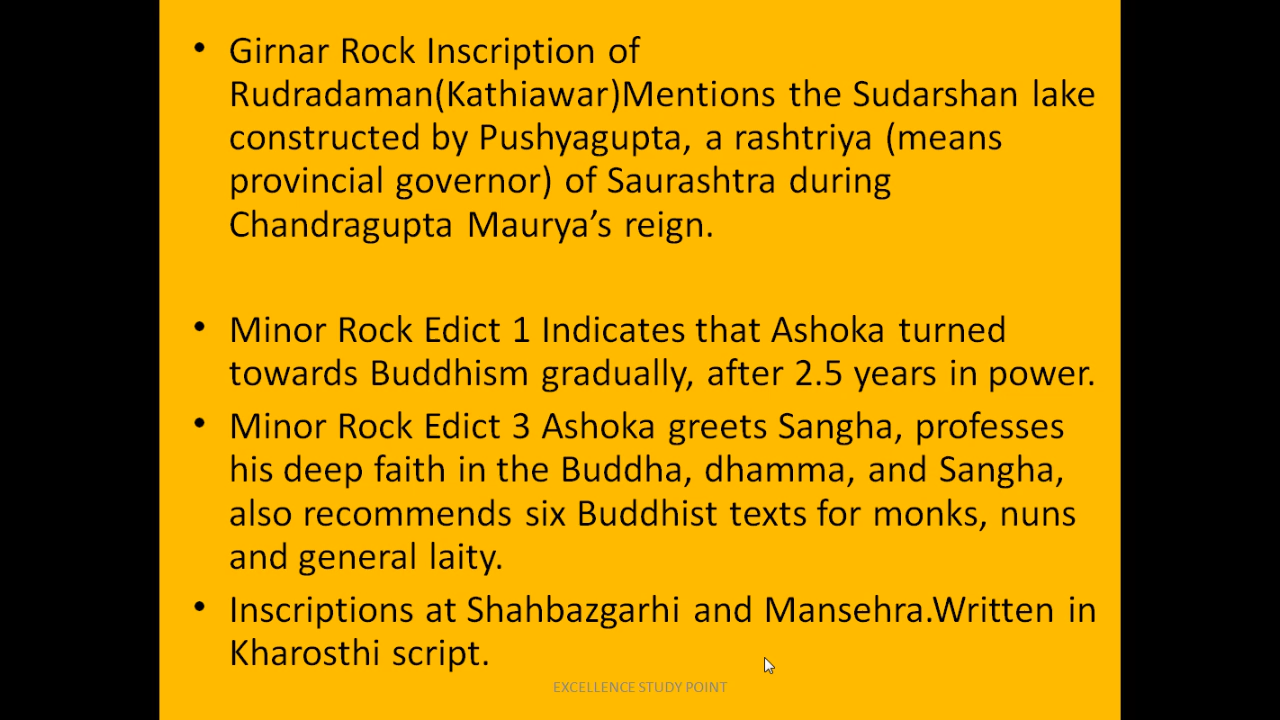 • Girnar Rock Inscription of
Rudradaman(Kathiawar)Mentions the Sudarshan lake
constructed by Pushyagupta, a rashtriya (means
provincial governor) of Saurashtra during
Chandragupta Maurya’s reign.
• Minor Rock Edict 1 Indicates that Ashoka turned
towards Buddhism gradually, after 2.5 years in power.
• Minor Rock Edict 3 Ashoka greets Sangha, professes
his deep faith in the Buddha, dhamma, and Sangha,
also recommends six Buddhist texts for monks, nuns
and general laity.
• Inscriptions at Shahbazgarhi and Mansehra.Written in
Kharosthi script.
EXCELLENCE STUDY POINT